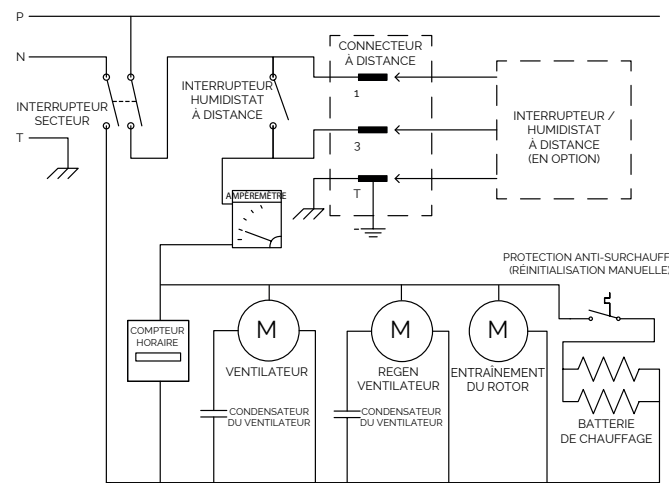 P
N
T
INTERRUPTEUR
SECTEUR
INTERRUPTEUR
HUMIDISTAT
À DISTANCE
CONNECTEUR
À DISTANCE
1
3
T
INTERRUPTEUR /
HUMIDISTAT
À DISTANCE
(EN OPTION)
AMPÈREMÈTRE
PROTECTION ANTI-SURCHAUFF
(RÉINITIALISATION MANUELLE)
COMPTEUR
HORAIRE
M
VENTILATEUR
CONDENSATEUR
DU VENTILATEUR
M
REGEN
VENTILATEUR
CONDENSATEUR
DU VENTILATEUR
M
ENTRAÎNEMENT
DU ROTOR
BATTERIE
DE CHAUFFAGE